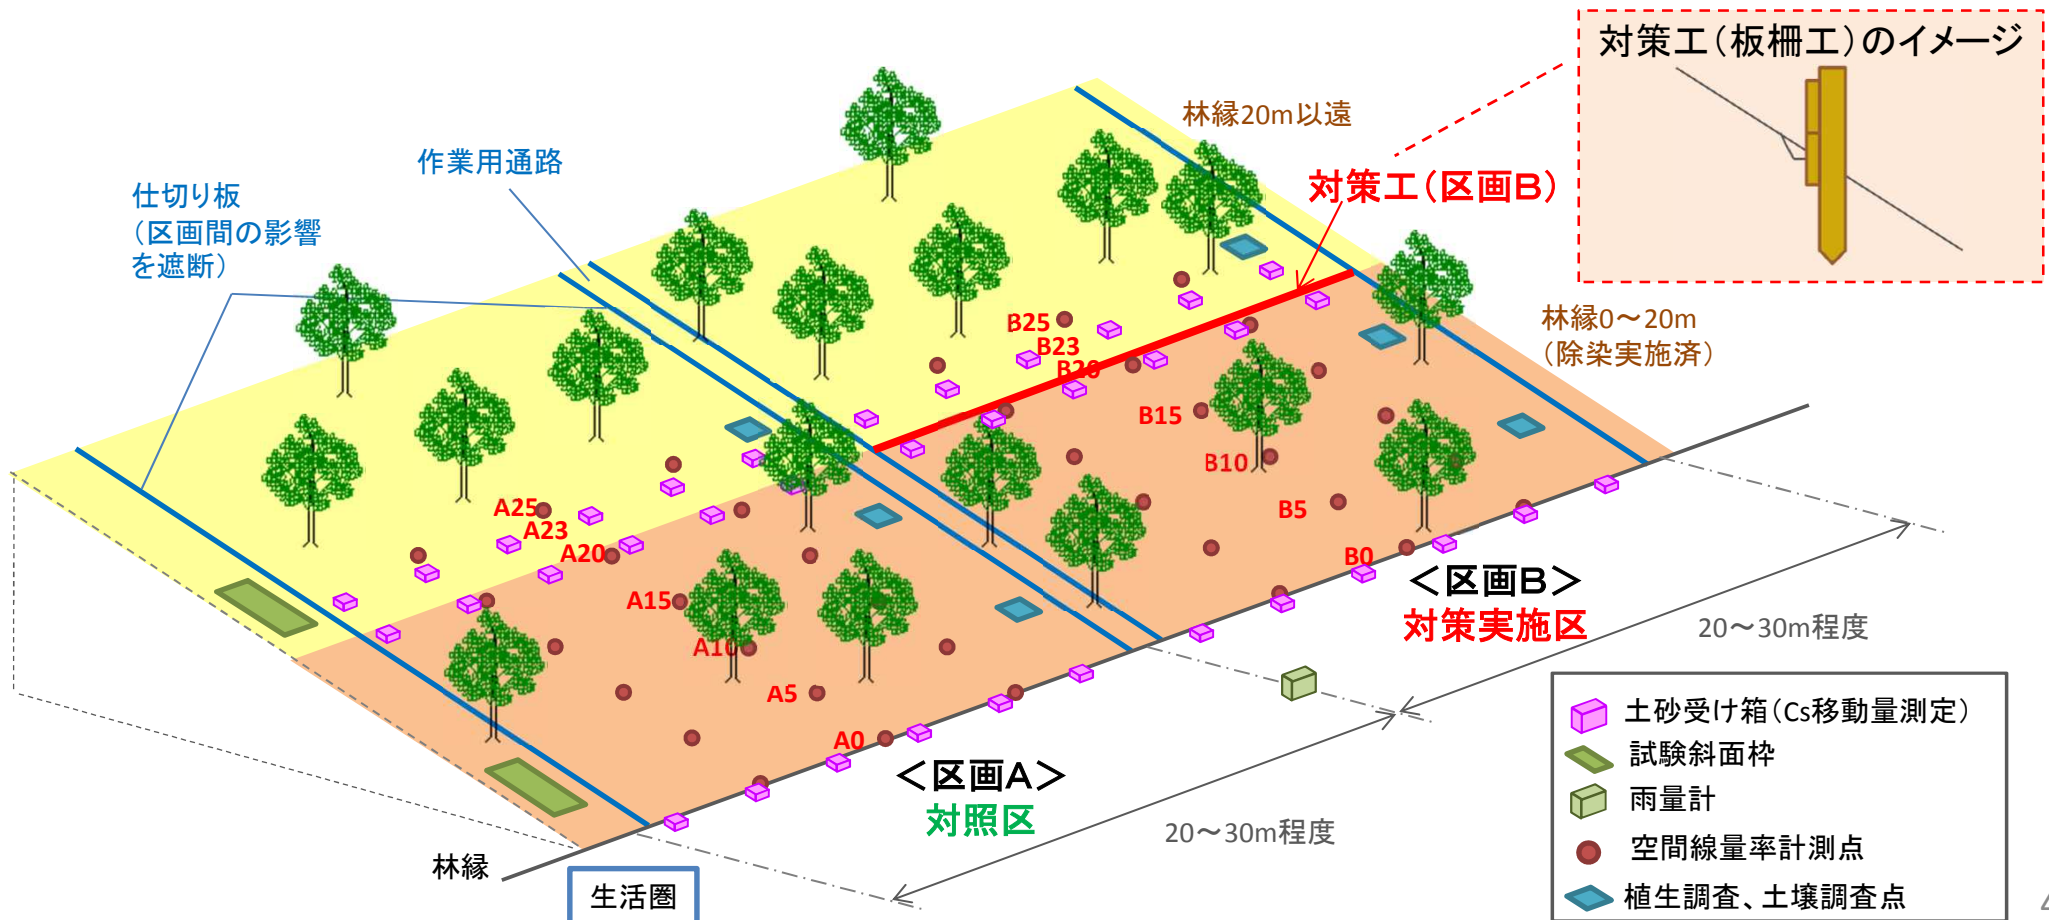 対策工（板柵工）のイメージ
林縁20m以遠
作業用通路
対策工（区画B）
仕切り板
（区画間の影響
を遮断）
林縁0～20m
（除染実施済）
B25
B23
B20
B15
B10
B5
B0
A25
A23
A20
A15
A10
A5
A0
＜区画B＞
対策実施区
20～30m程度
＜区画A＞
対照区
20～30m程度
林縁
生活圏
土砂受け箱（Cs移動量測定）
試験斜面枠
雨量計
空間線量率計測点
植生調査、土壌調査点